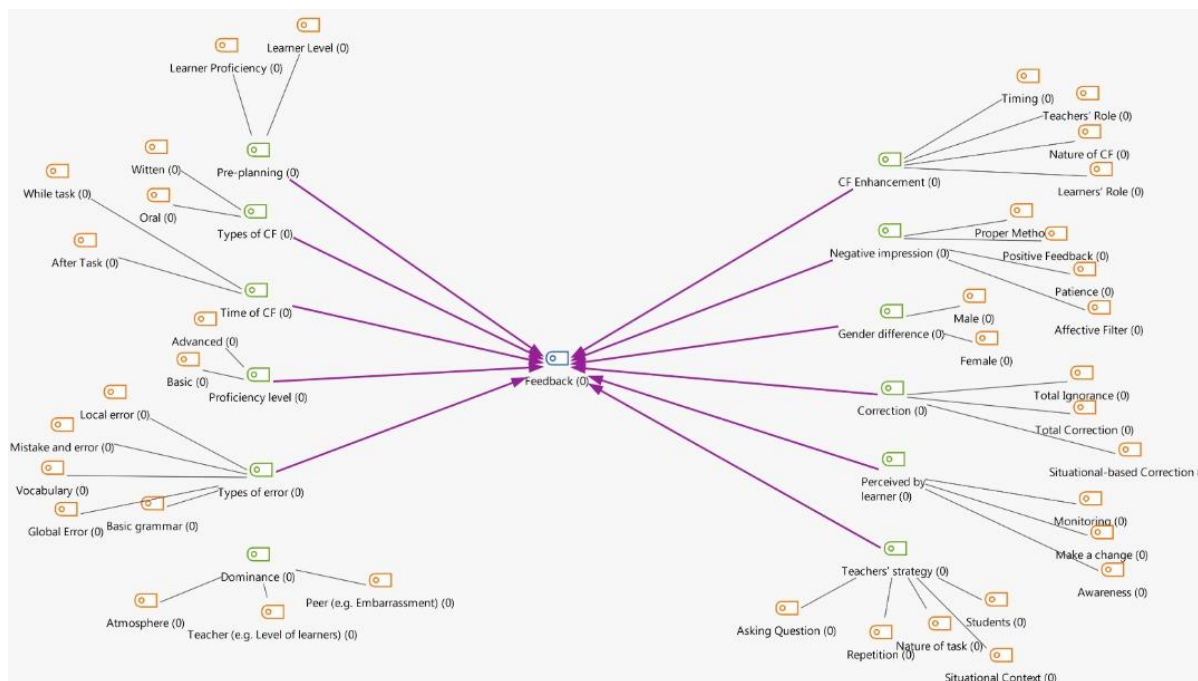 Learner Level (0)
Learner Proficiency (0)
Pre-planning (0)
Witten (0)
While task (0)
Oral (0)
Types of CF (0)
After Task (0)
Time of CF (0)
Advanced (0)
Basic (0)
Proficiency level (0)
Local error (0)
Mistake and error (0)
Vocabulary (0)
Types of error (0)
Global Error (0)
Basic grammar (0)
Dominance (0)
Peer (e.g. Embarrassment) (0)
Atmosphere (0)
Teacher (e.g. Level of learners) (0)
Feedback (0)
Timing (0)
Teachers' Role (0)
Nature of CF (0)
CF Enhancement (0)
Learners' Role (0)
Proper Metho
Negative impression (0)
Positive Feedback (0)
Patience (0)
Affective Filter (0)
Male (0)
Gender difference (0)
Female (0)
Total Ignorance (0)
Correction (0)
Total Correction (0)
Situational-based Correction (
Perceived by
learner (0)
Monitoring (0)
Make a change (0)
Awareness (0)
Teachers' strategy (0)
Students (0)
Asking Question (0)
Nature of task (0)
Repetition (0)
Situational Context (0)